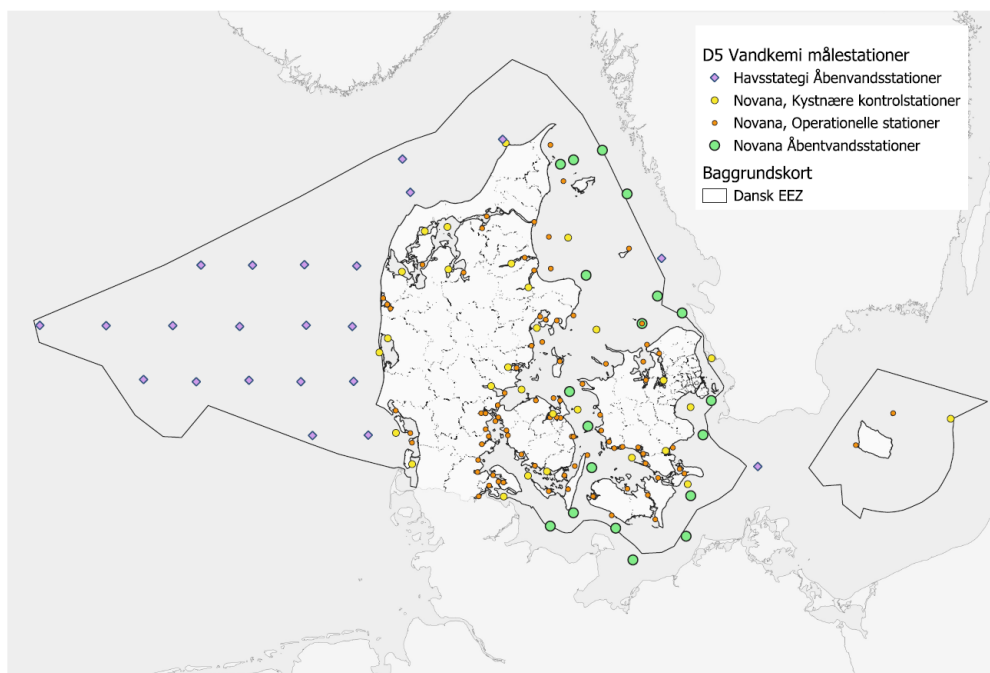 D5 Vandkemi målestationer
Havsstategi Åbenvandsstationer
Novana, Kystnære kontrolstationer
Novana, Operationelle stationer
Novana Åbentvandsstationer
Baggrundskort
Dansk EEZ